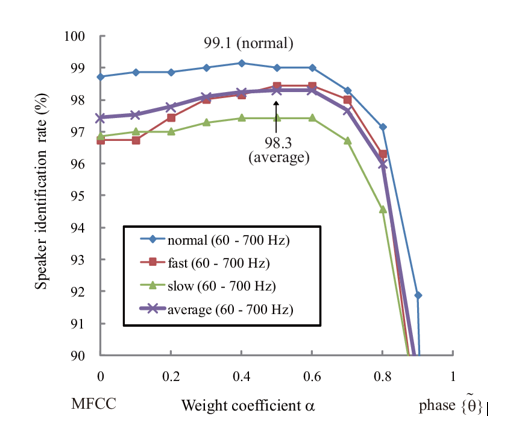 100
99
98
97
96
95
94
93
92
91
90
Speaker identification rate (%)
99.1 (normal)
98.3
(average)
normal (60 - 700 Hz)
fast (60 - 700 Hz)
slow (60 - 700 Hz)
average (60 - 700 Hz)
0 0.2 0.4 0.6 0.8 1
MFCC Weight coefficient α phase {θ̃}